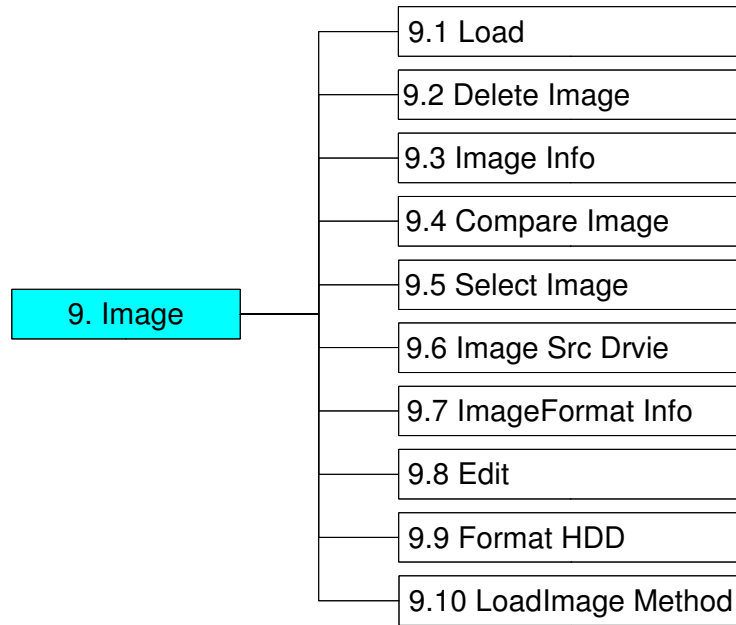 9.1 Load
9.2 Delete Image
9.3 Image Info
9.4 Compare Image
9.5 Select Image
9. Image
9.6 Image Src Drvie
9.7 ImageFormat Info
9.8 Edit
9.9 Format HDD
9.10 LoadImage Method